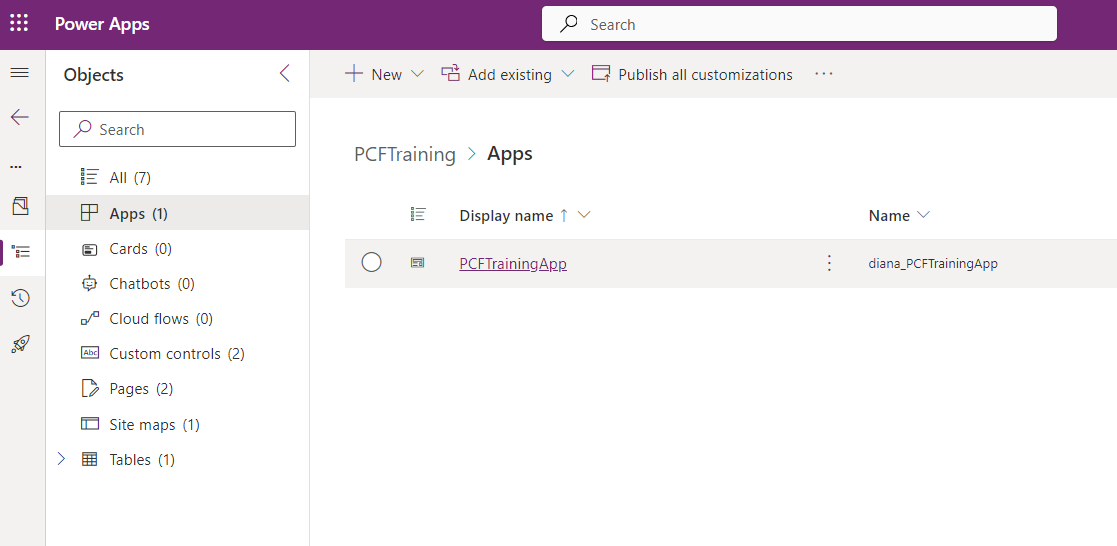 Power Apps
Search
Objects
New
Add existing
Publish all customizations
...
Search
...
All (7)
Apps (1)
Cards (0)
Chatbots (0)
Cloud flows (0)
Abc Custom controls (2)
Pages (2)
Site maps (1)
Tables (1)
PCFTraining > Apps
Display name ↑ Name
PCFTrainingApp diana_PCFTrainingApp